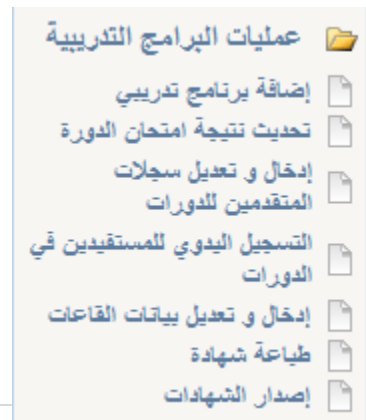 عمليات البرامج التدريبية
إضافة برنامج تدريبي
تحديث نتيجة امتحان الدورة
إدخال و تعديل سجلات
المتقدمين للدورات
التسجيل اليدوي للمستفيدين في
الدورات
إدخال و تعديل بيانات القاعات
طباعة شهادة
إصدار الشهادات